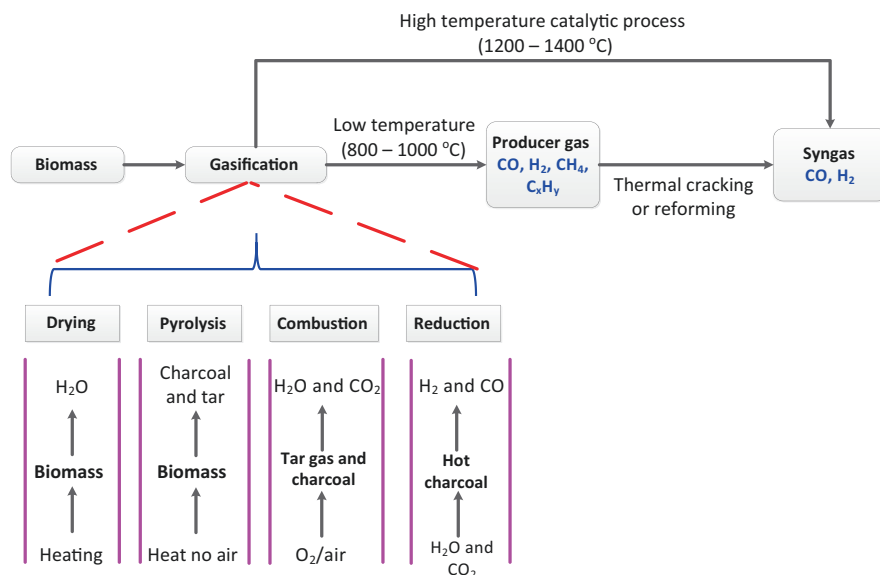 High temperature catalytic process
(1200 – 1400 °C)
Low temperature
(800 – 1000 °C)
Biomass
Gasification
Producer gas
CO, H₂, CH₄,
CₓHᵧ
Thermal cracking
or reforming
Syngas
CO, H₂
Drying
Pyrolysis
Combustion
Reduction
H₂O
Biomass
Heating
Charcoal
and tar
Biomass
Heat no air
H₂O and CO₂
Tar gas and
charcoal
O₂/air
H₂ and CO
Hot
charcoal
H₂O and
CO₂